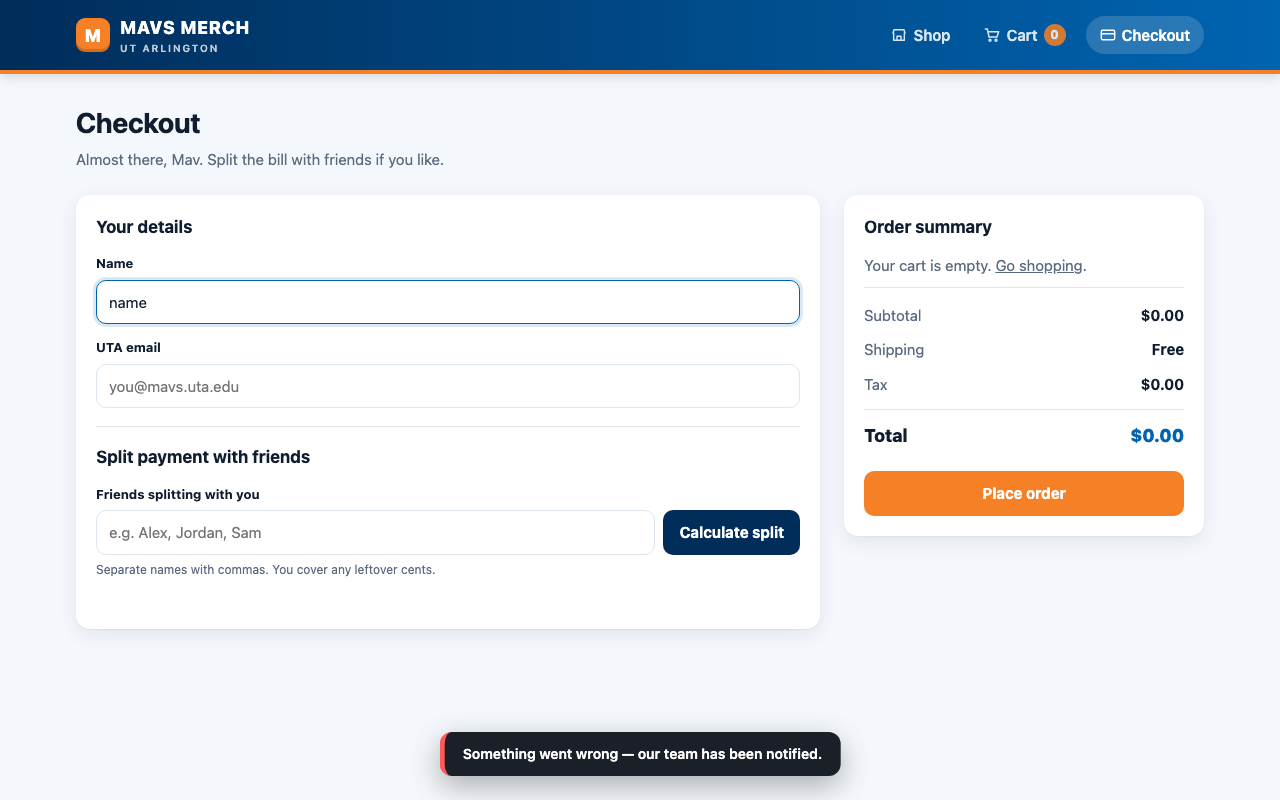 M
MAVS MERCH
UT ARLINGTON
Shop
Cart 0
Checkout
Checkout
Almost there, Mav. Split the bill with friends if you like.
Your details
Name
name
UTA email
you@mavs.uta.edu
Split payment with friends
Friends splitting with you
e.g. Alex, Jordan, Sam
Calculate split
Separate names with commas. You cover any leftover cents.
Order summary
Your cart is empty. Go shopping.
Subtotal $0.00
Shipping Free
Tax $0.00
Total $0.00
Place order
Something went wrong — our team has been notified.